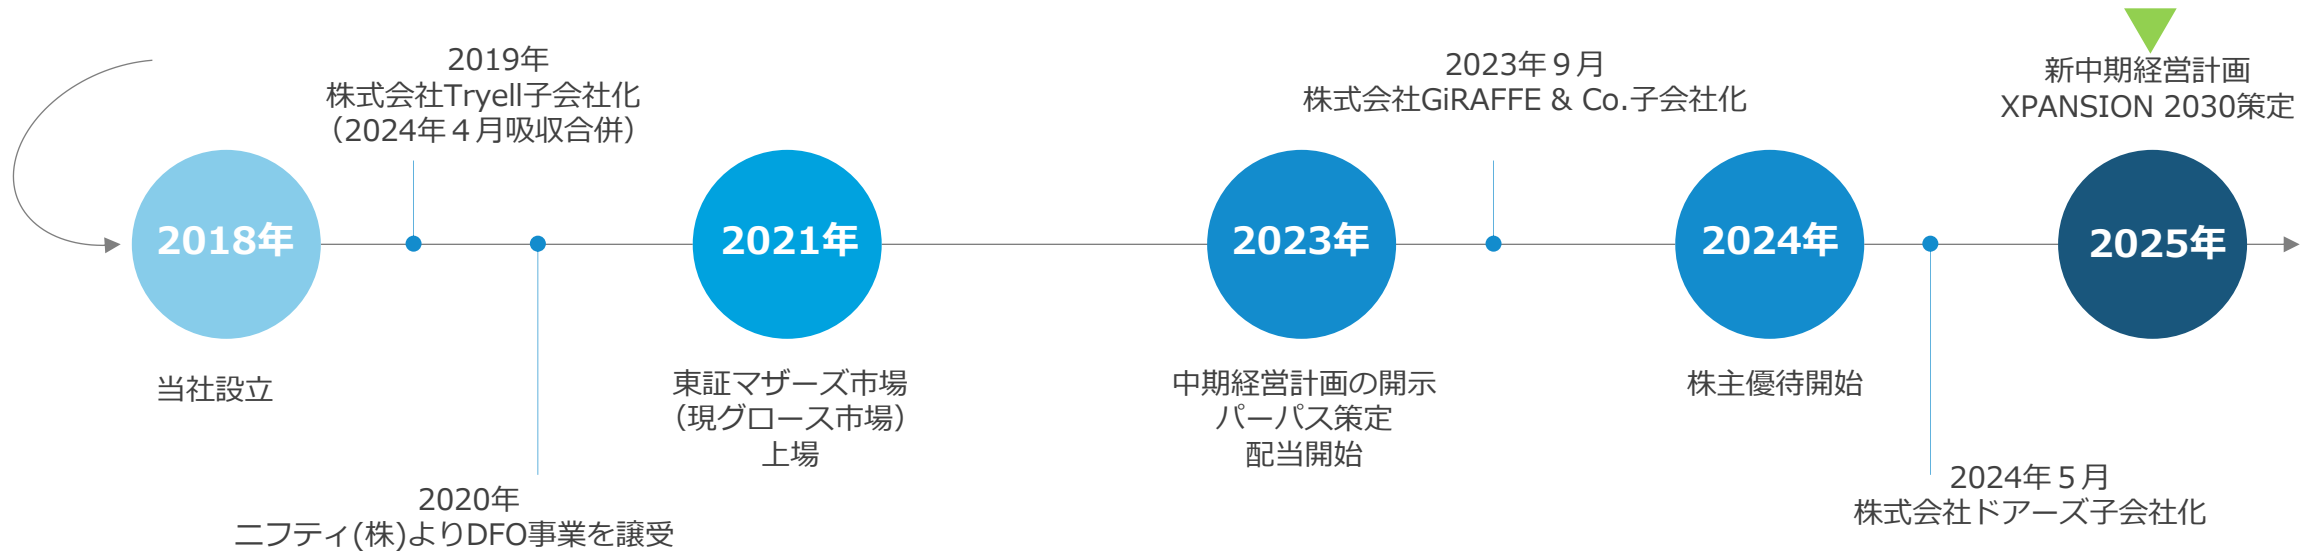 2018年
当社設立
2019年
株式会社Tryell子会社化
（2024年４月吸収合併）
2020年
ニフティ(株)よりDFO事業を譲受
2021年
東証マザーズ市場
（現グロース市場）
上場
2023年
中期経営計画の開示
パーパス策定
配当開始
2023年９月
株式会社GiRAFFE & Co.子会社化
2024年
株主優待開始
2024年５月
株式会社ドアーズ子会社化
新中期経営計画
XPANSION 2030策定
2025年